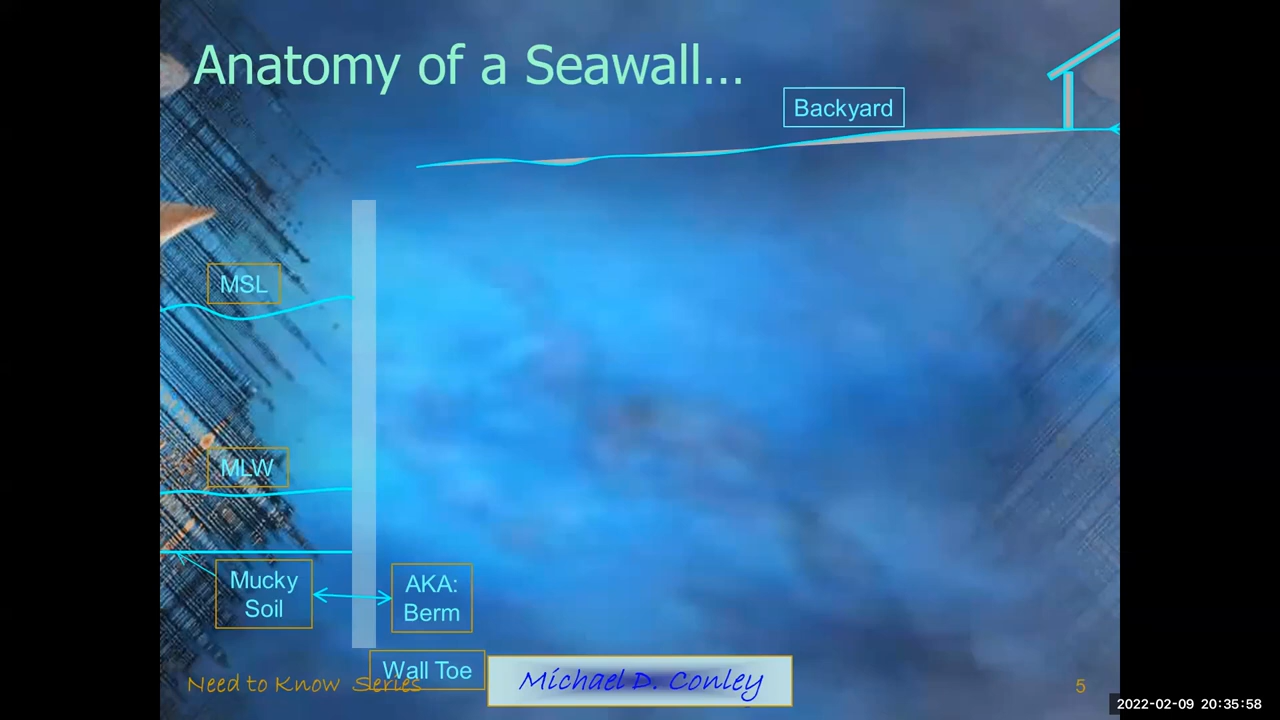 Anatomy of a Seawall...
Backyard
MSL
MLW
Mucky
Soil
AKA:
Berm
Wall Toe
Need to Know Series
Michael D. Conley
5
2022-02-09 20:35:58